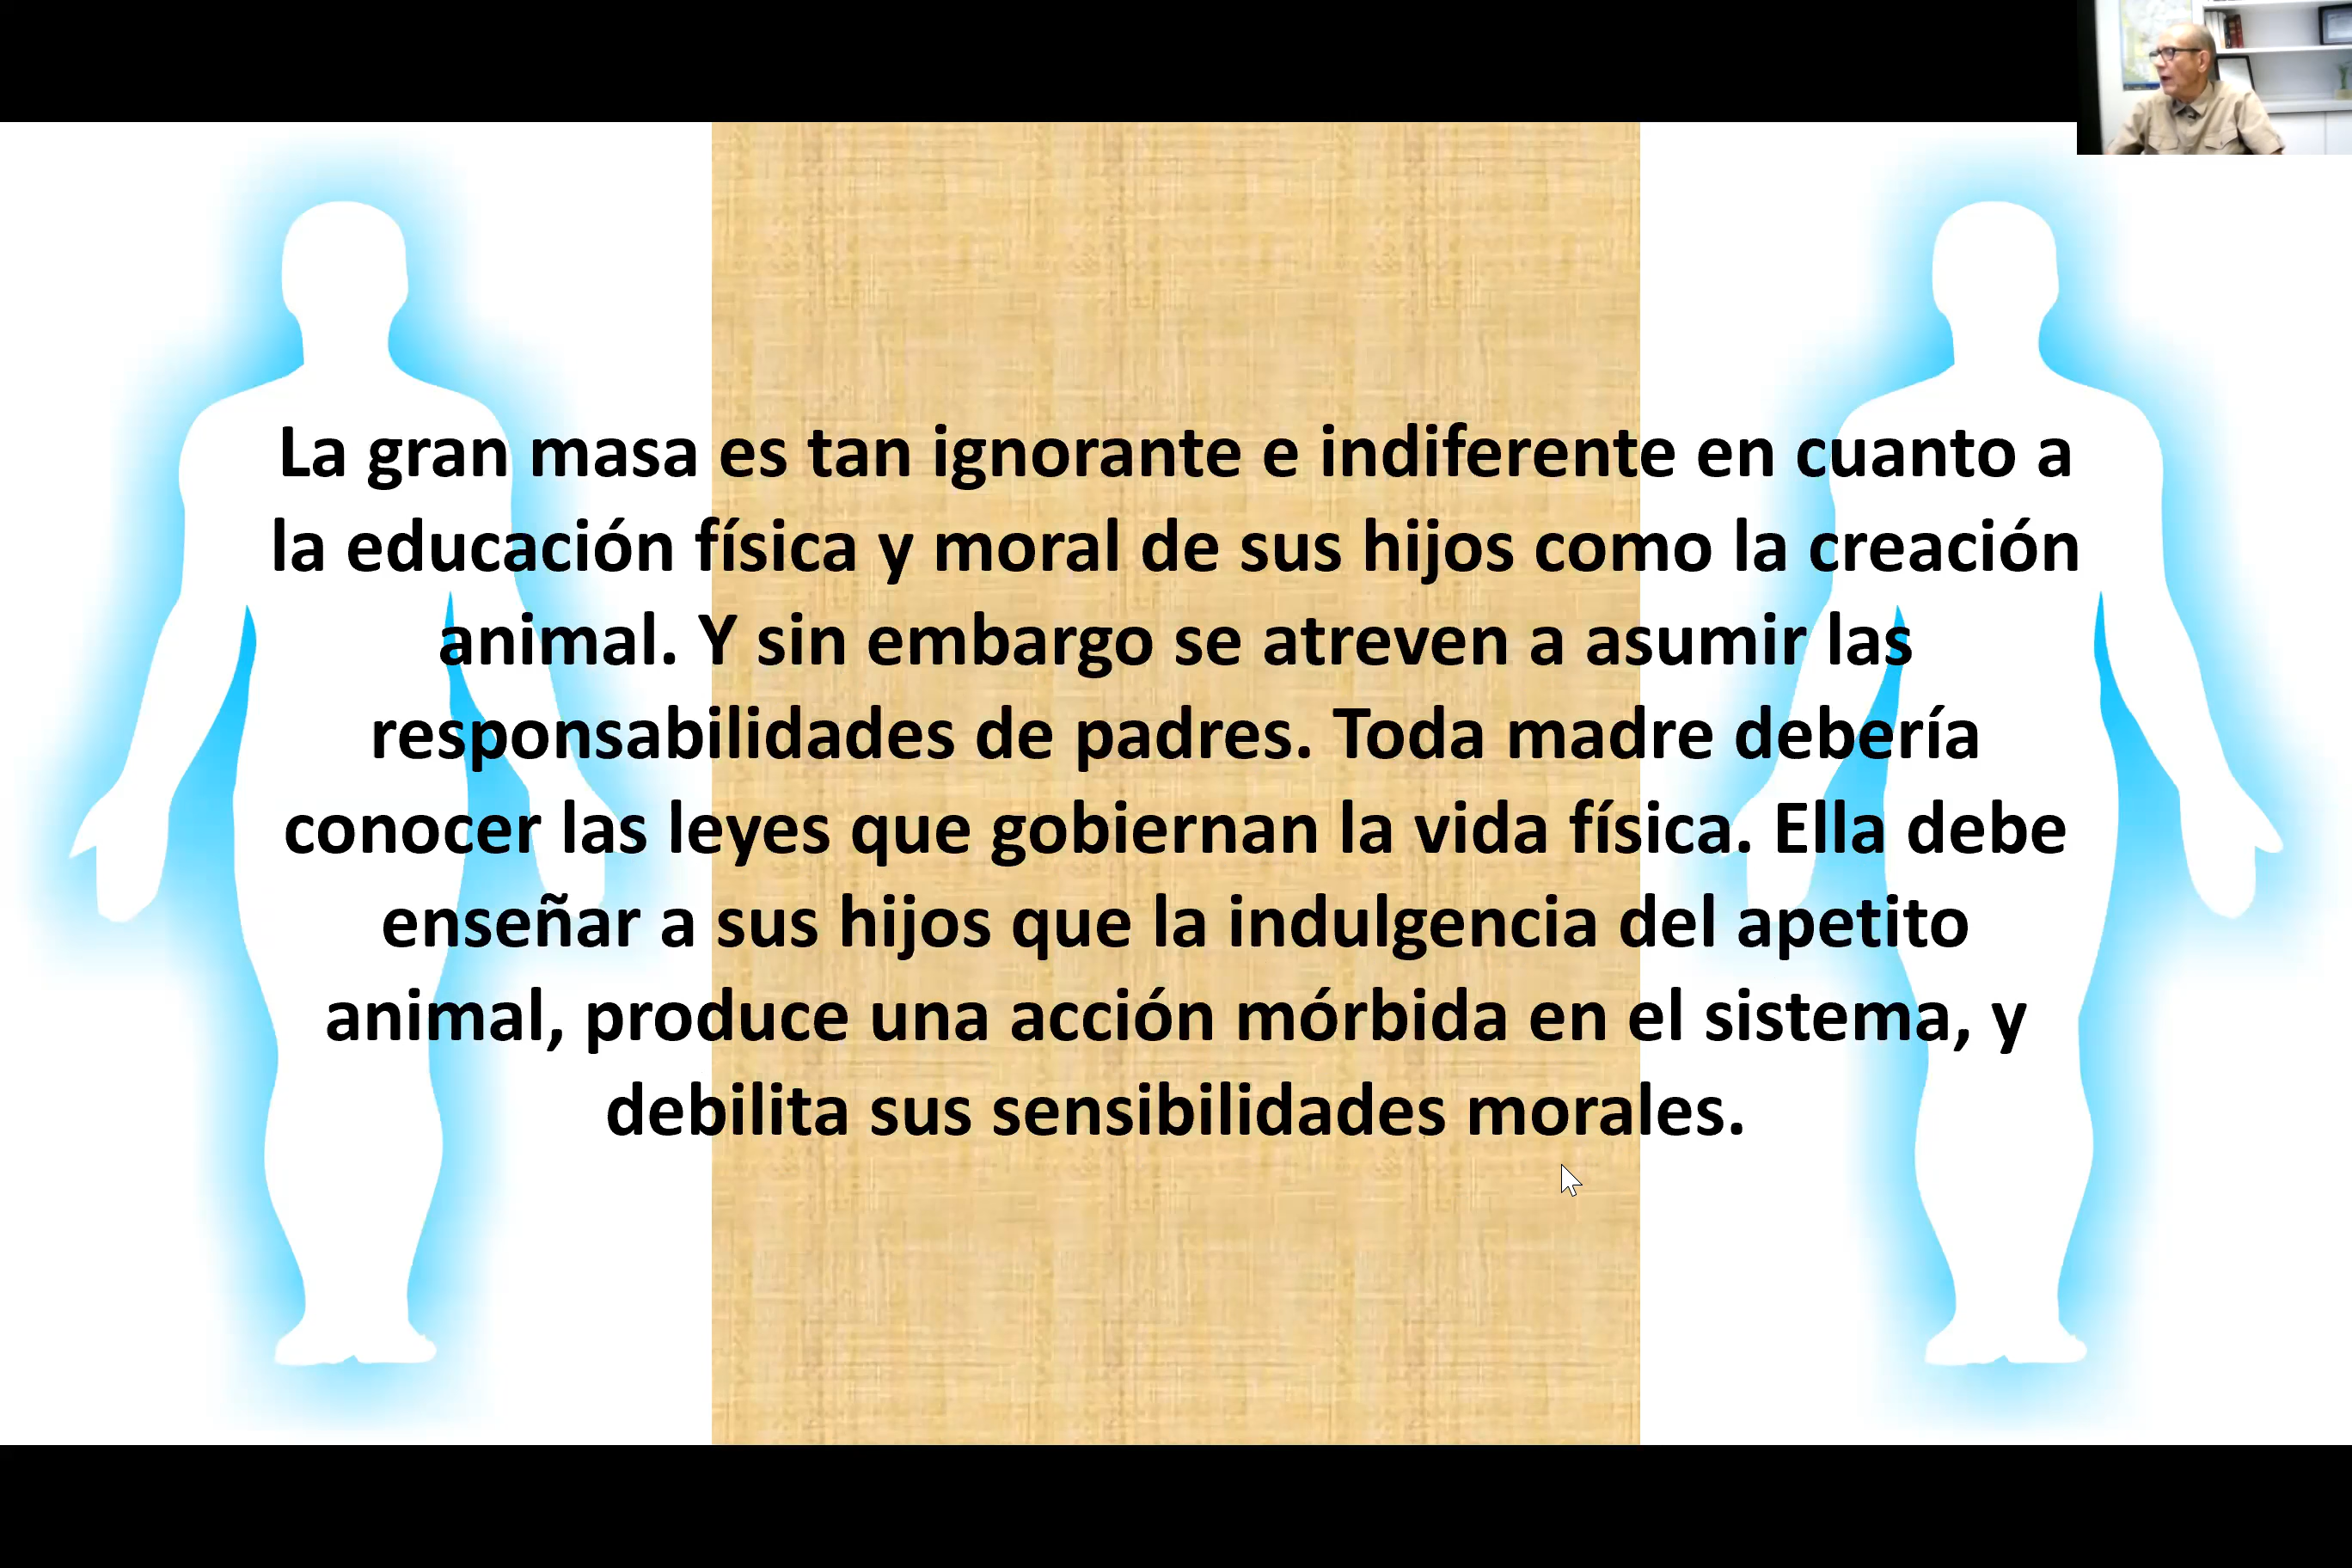 La gran masa es tan ignorante e indiferente en cuanto a
la educación física y moral de sus hijos como la creación
animal. Y sin embargo se atreven a asumir las
responsabilidades de padres. Toda madre debería
conocer las leyes que gobiernan la vida física. Ella debe
enseñar a sus hijos que la indulgencia del apetito
animal, produce una acción mórbida en el sistema, y
debilita sus sensibilidades morales.